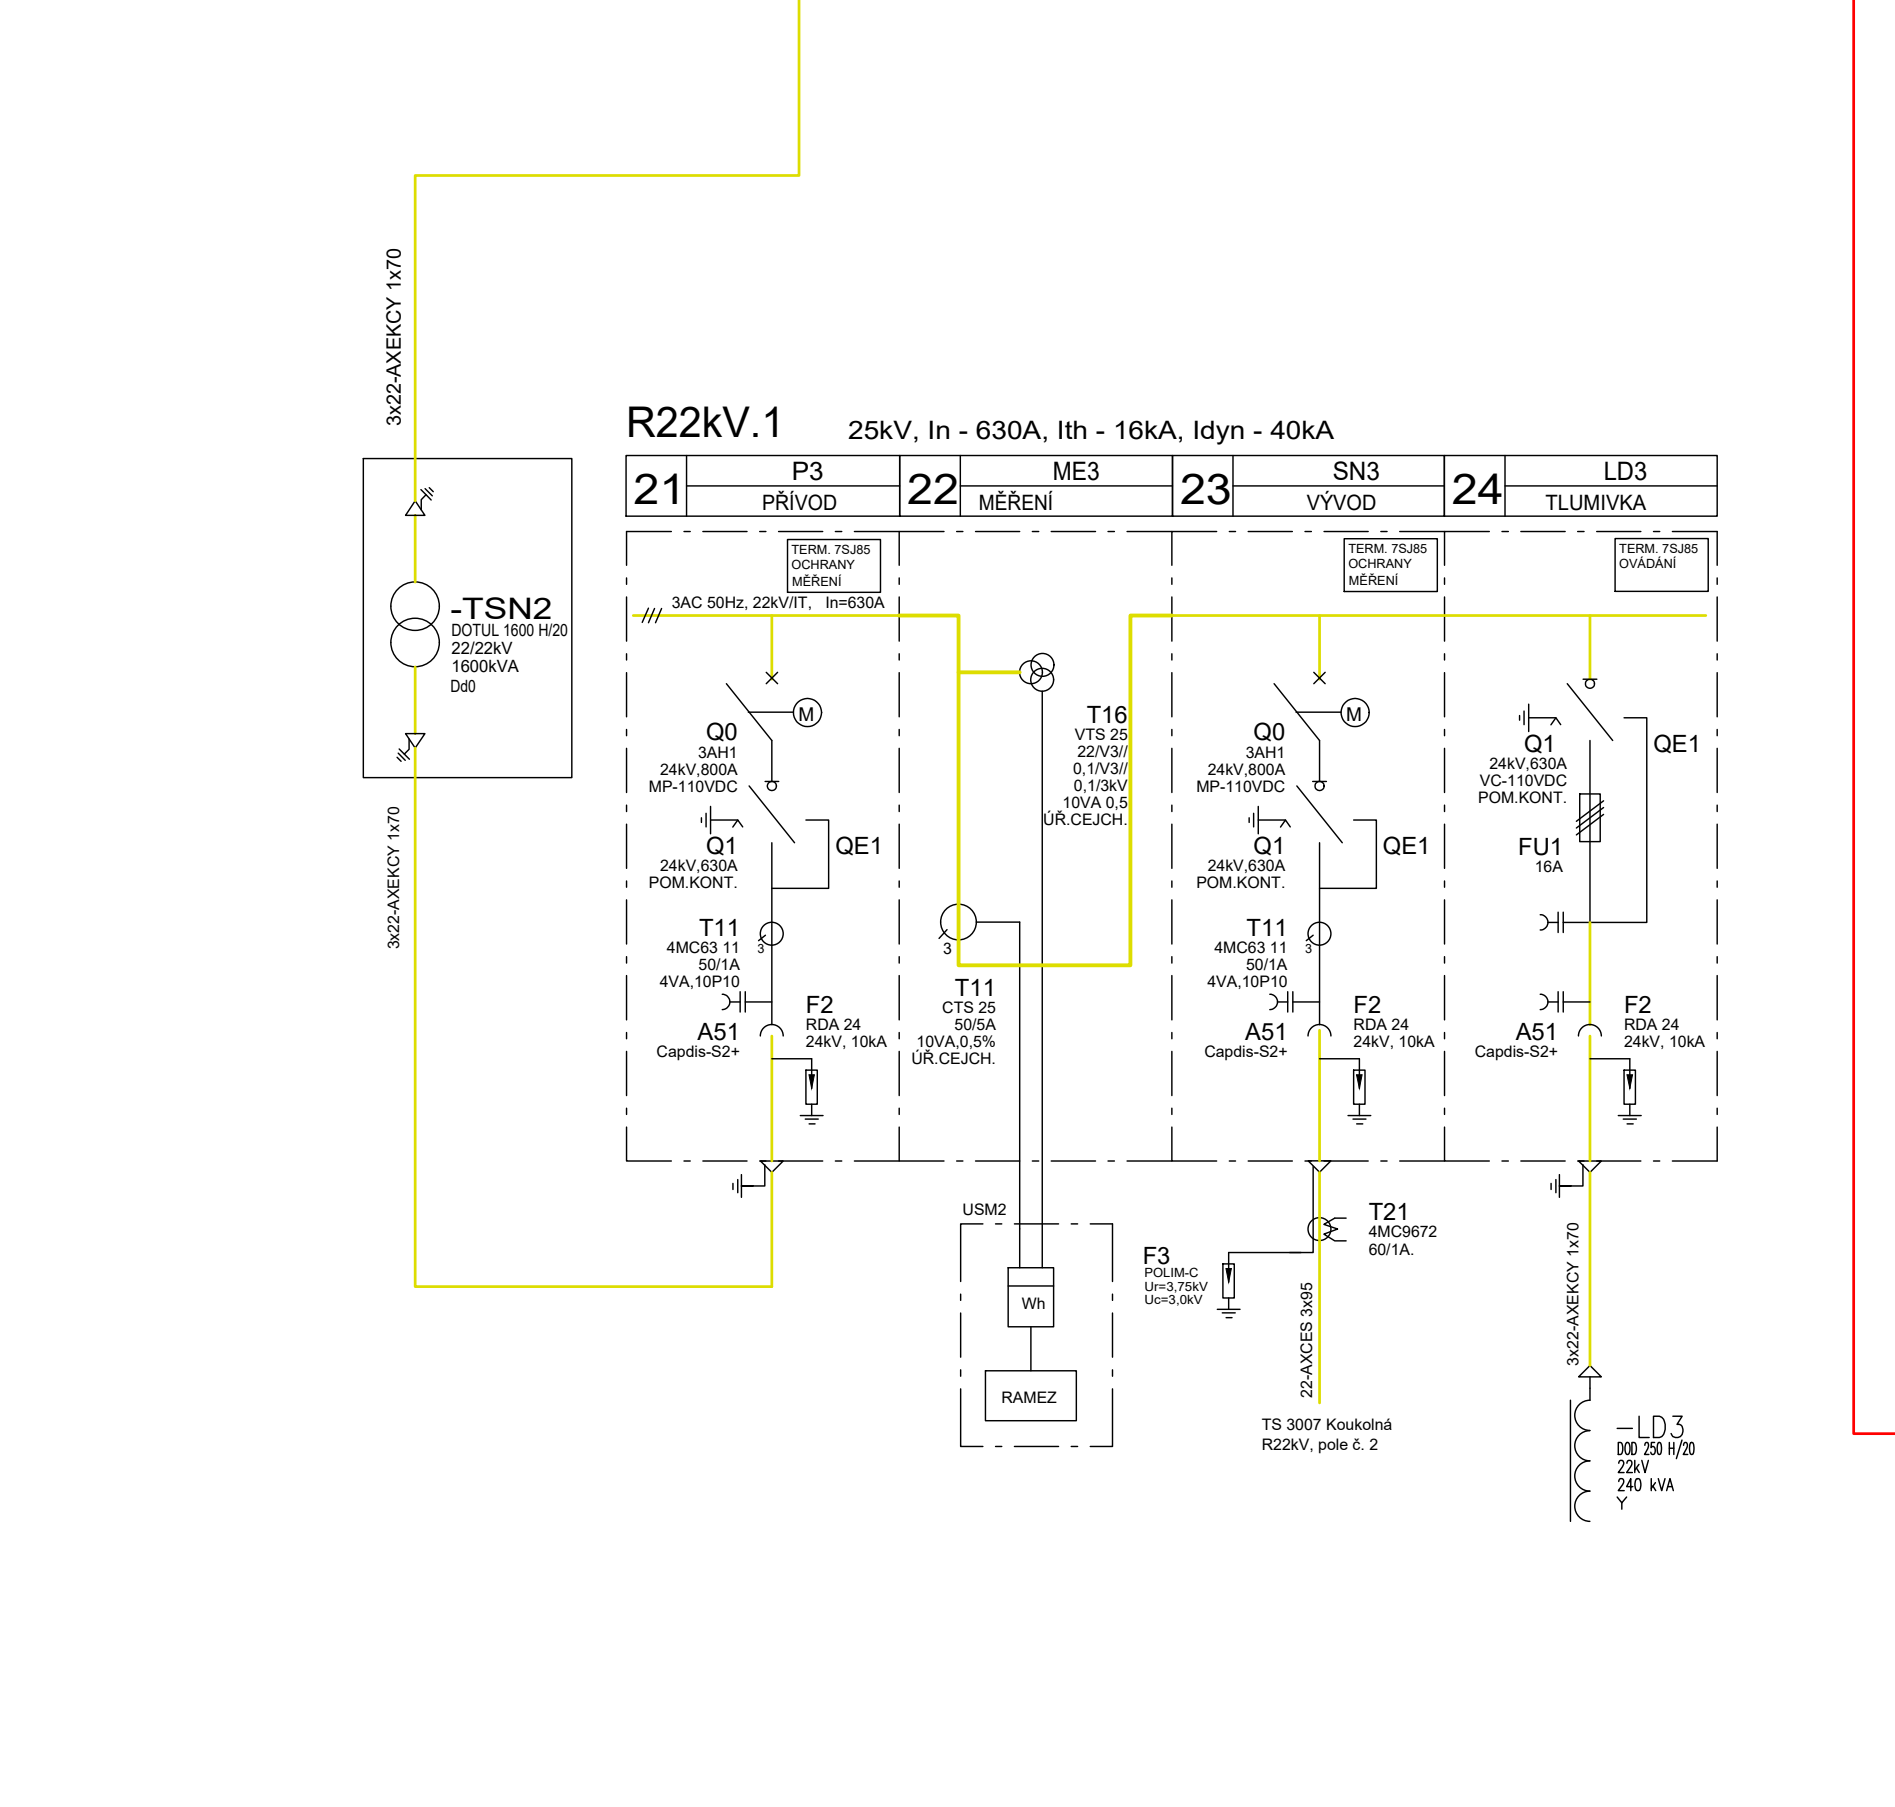 3x22-AXEKCY 1x70
-TSN2
DOTUL 1600 H/20
22/22kV
1600kVA
Dd0
3x22-AXEKCY 1x70
R22kV.1
25kV, In - 630A, Ith - 16kA, Idyn - 40kA
21
P3
PŘÍVOD
22
ME3
MĚŘENÍ
23
SN3
VÝVOD
24
LD3
TLUMIVKA
TERM. 7SJ85
OCHRANY
MĚŘENÍ
3AC 50Hz, 22kV/IT, In=630A
M
Q0
3AH1
24kV,800A
MP-110VDC
Q1
24kV,630A
POM.KONT.
QE1
T11
4MC63 11
50/1A
4VA,10P10
3
A51
Capdis-S2+
F2
RDA 24
24kV, 10kA
T16
VTS 25
22/V3//
0,1/V3//
0,1/3kV
10VA 0,5
ÚŘ.CEJCH.
3
T11
CTS 25
50/5A
10VA,0,5%
ÚŘ.CEJCH.
USM2
Wh
RAMEZ
TERM. 7SJ85
OCHRANY
MĚŘENÍ
M
Q0
3AH1
24kV,800A
MP-110VDC
Q1
24kV,630A
POM.KONT.
QE1
T11
4MC63 11
50/1A
4VA,10P10
3
A51
Capdis-S2+
F2
RDA 24
24kV, 10kA
T21
4MC9672
60/1A.
F3
POLIM-C
Ur=3,75kV
Uc=3,0kV
22-AXCES 3x95
TS 3007 Koukolná
R22kV, pole č. 2
TERM. 7SJ85
OVÁDÁNÍ
Q1
24kV,630A
VC-110VDC
POM.KONT.
QE1
FU1
16A
A51
Capdis-S2+
F2
RDA 24
24kV, 10kA
3x22-AXEKCY 1x70
-LD3
DOD 250 H/20
22kV
240 kVA
Y